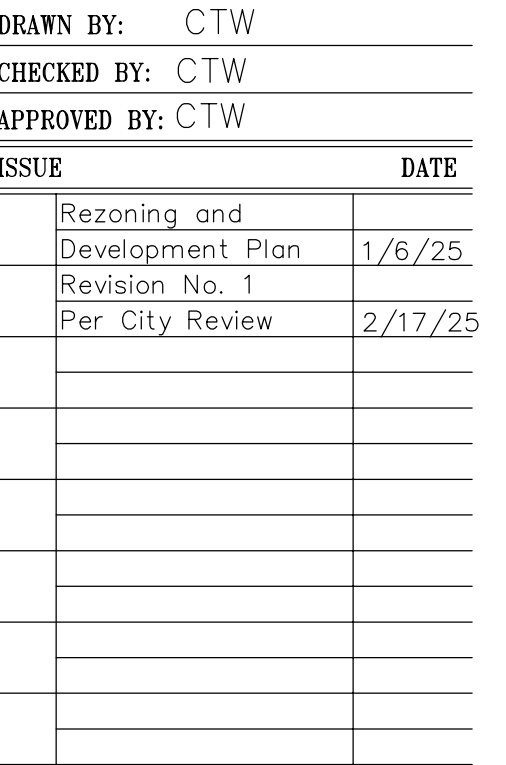 DRAWN BY: CTW
CHECKED BY: CTW
APPROVED BY: CTW
ISSUE DATE
Rezoning and
Development Plan 1/6/25
Revision No. 1
Per City Review 2/17/25